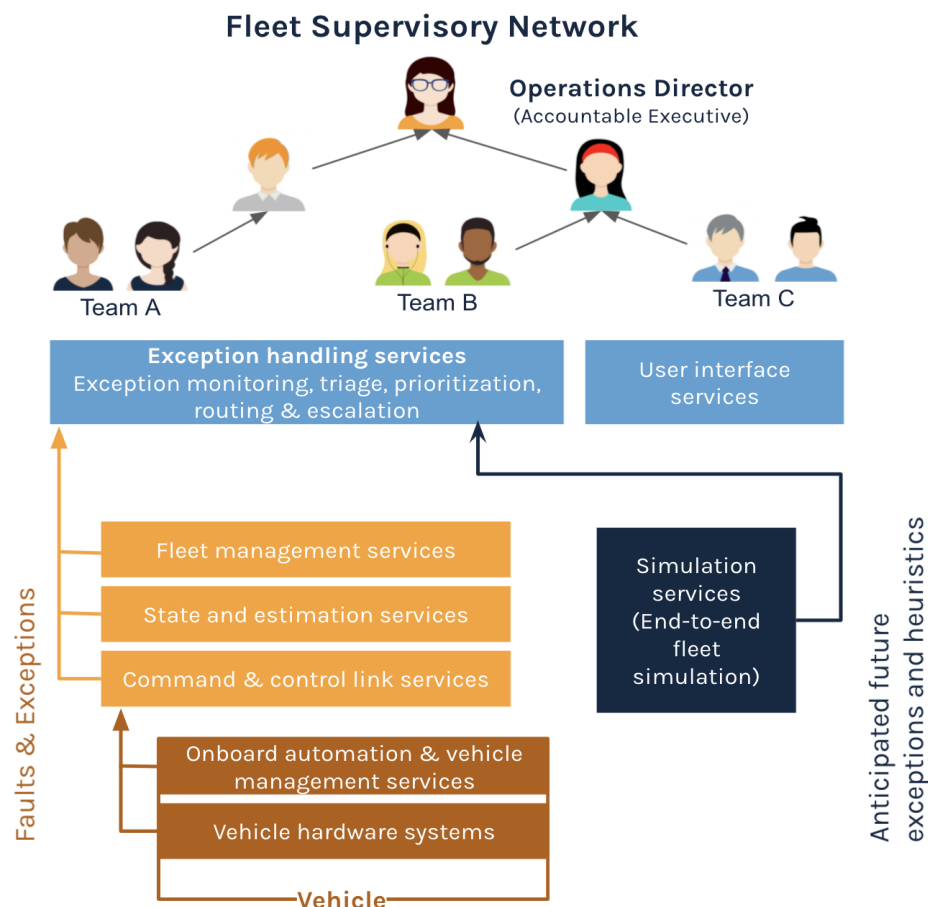 Fleet Supervisory Network
Operations Director
(Accountable Executive)
Team A
Team B
Team C
Exception handling services
Exception monitoring, triage, prioritization,
routing & escalation
User interface
services
Fleet management services
State and estimation services
Command & control link services
Simulation
services
(End-to-end
fleet
simulation)
Faults & Exceptions
Anticipated future
exceptions and heuristics
Onboard automation & vehicle
management services
Vehicle hardware systems
Vehicle